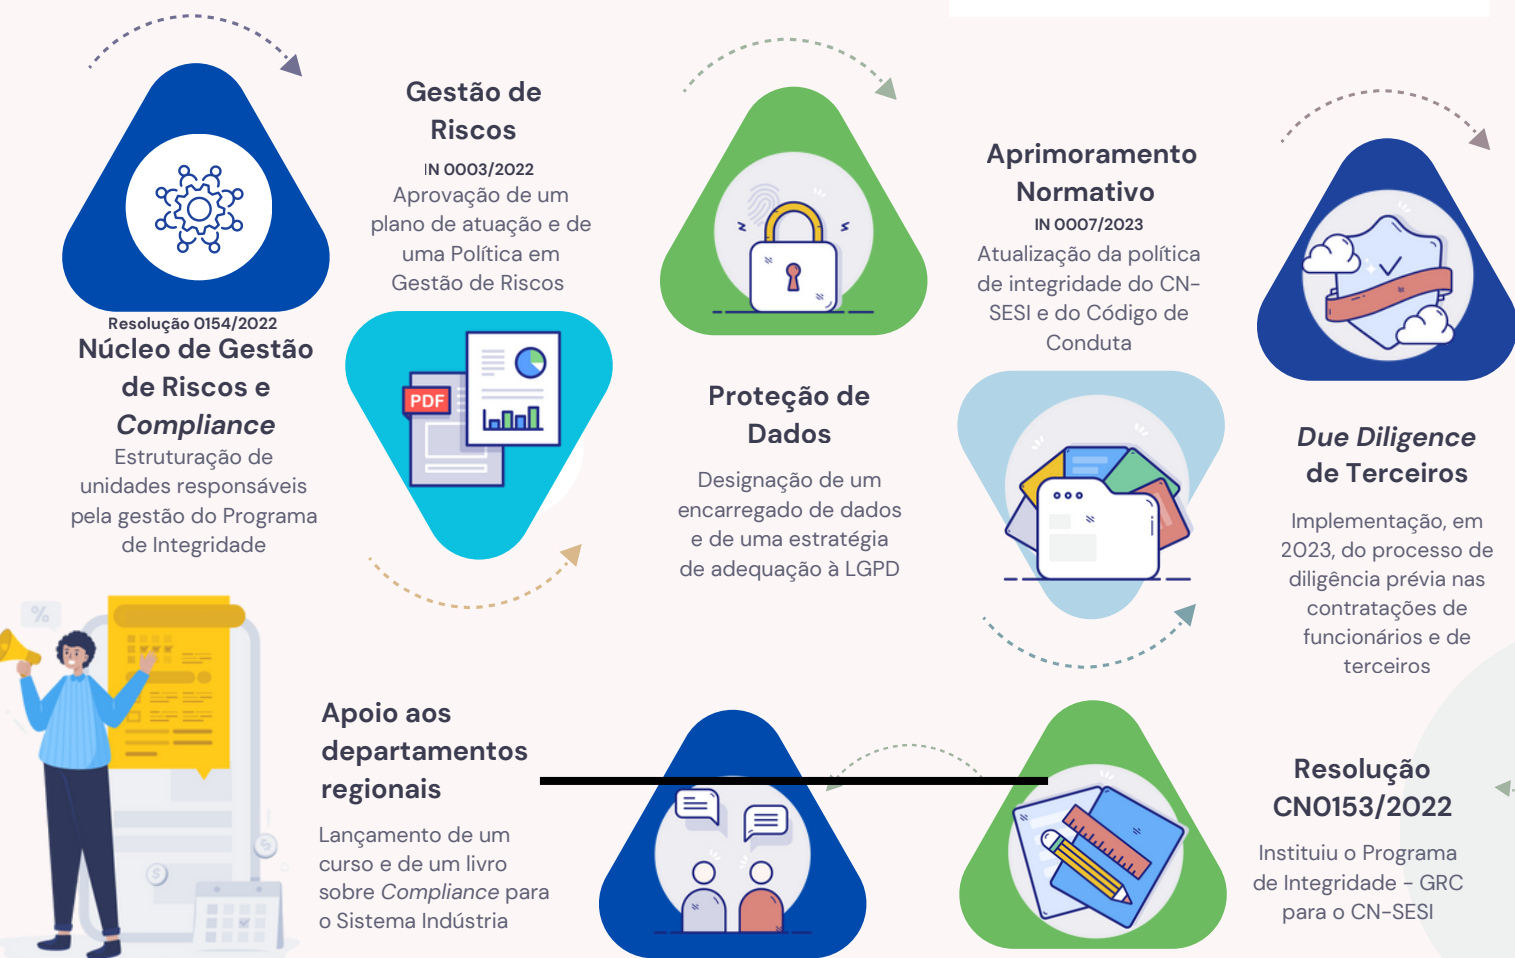 Resolução 0154/2022
Núcleo de Gestão
de Riscos e
Compliance
Estruturação de
unidades responsáveis
pela gestão do Programa
de Integridade
Gestão de
Riscos
IN 0003/2022
Aprovação de um
plano de atuação e de
uma Política em
Gestão de Riscos
PDF
Proteção de
Dados
Designação de um
encarregado de dados
e de uma estratégia
de adequação à LGPD
Aprimoramento
Normativo
IN 0007/2023
Atualização da política
de integridade do CN-
SESI e do Código de
Conduta
Due Diligence
de Terceiros
Implementação, em
2023, do processo de
diligência prévia nas
contratações de
funcionários e de
terceiros
%
$
$
Apoio aos
departamentos
regionais
Lançamento de um
curso e de um livro
sobre Compliance para
o Sistema Indústria
Resolução
CN0153/2022
Instituiu o Programa
de Integridade - GRC
para o CN-SESI